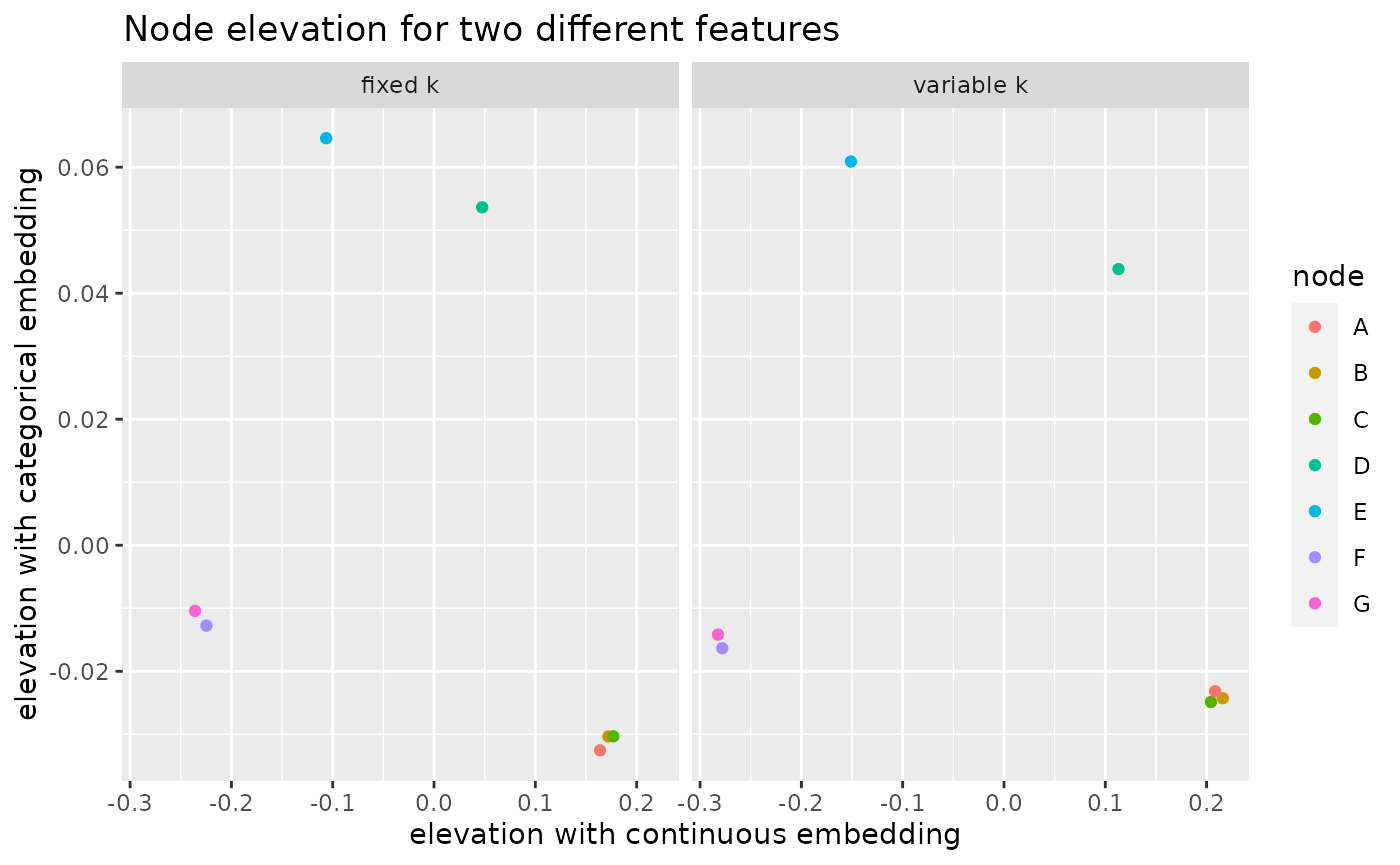 Node elevation for two different features
fixed k
variable k
elevation with categorical embedding
0.06
0.04
0.02
0.00
-0.02
-0.3 -0.2 -0.1 0.0 0.1 0.2
-0.3 -0.2 -0.1 0.0 0.1 0.2
elevation with continuous embedding
node
A
B
C
D
E
F
G